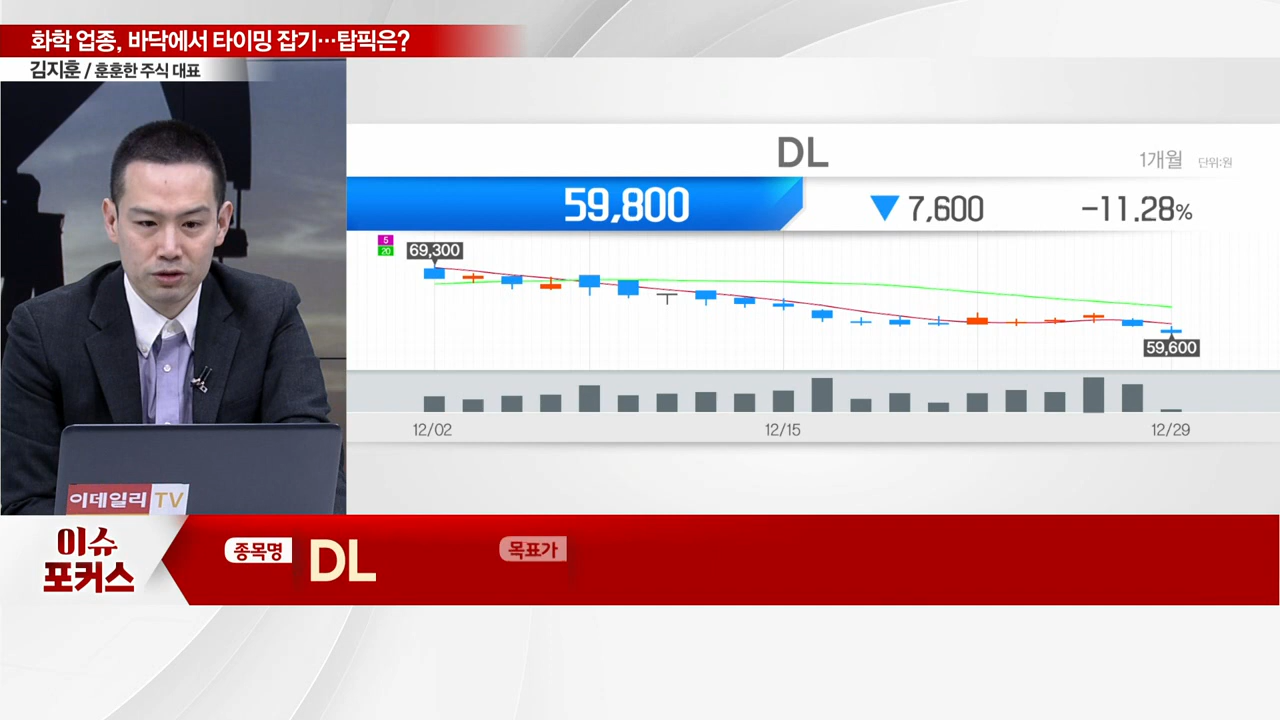 화학 업종, 바닥에서 타이밍 잡기…탑픽은?
김지훈 / 훈훈한 주식 대표
DL
1개월 단위:원
59,800 ▼ 7,600 -11.28%
5
20
69,300
59,600
12/02 12/15 12/29
이데일리 TV
이슈
포커스
종목명 DL 목표가